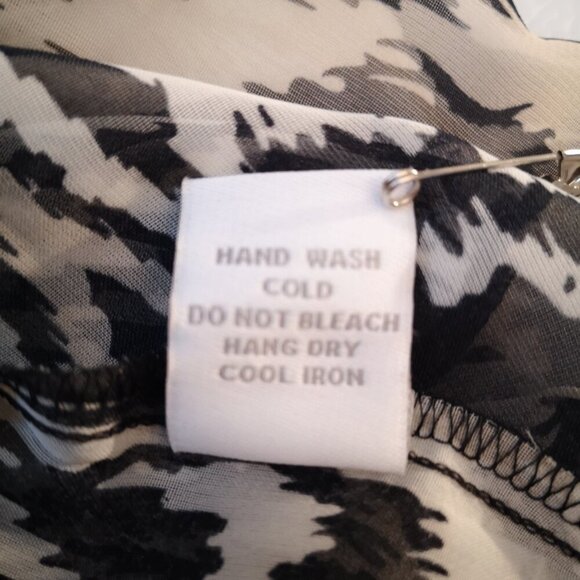 HAND WASH
COLD
DO NOT BLEACH
HANG DRY
COOL IRON